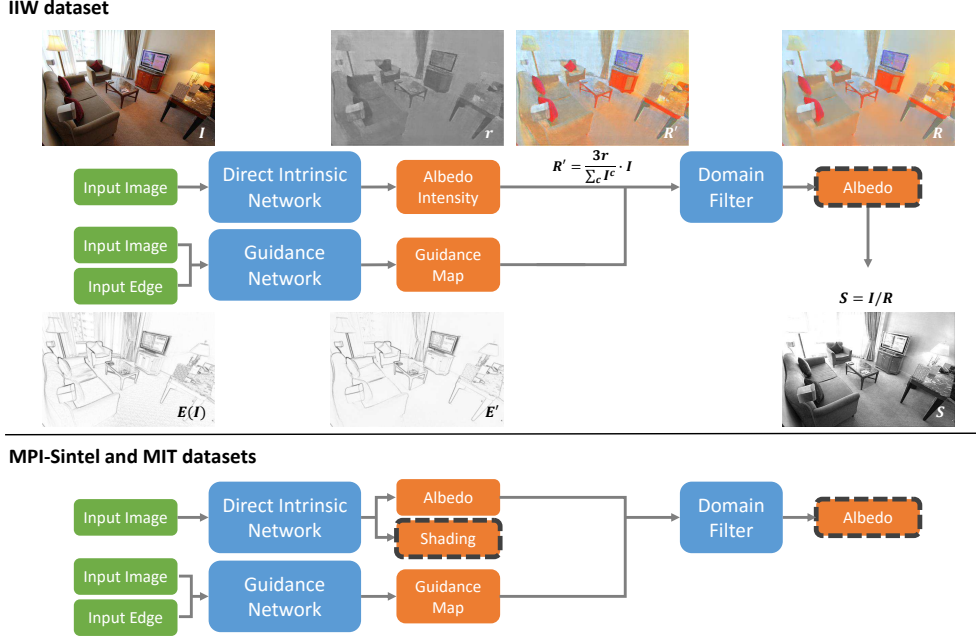 IIW dataset
I
r
R'
R
Input Image
Direct Intrinsic
Network
Albedo
Intensity
R' = 3r / ∑c I^c · I
Domain
Filter
Albedo
Input Image
Input Edge
Guidance
Network
Guidance
Map
S = I/R
E(I)
E'
S
MPI-Sintel and MIT datasets
Input Image
Direct Intrinsic
Network
Albedo
Shading
Domain
Filter
Albedo
Input Image
Input Edge
Guidance
Network
Guidance
Map